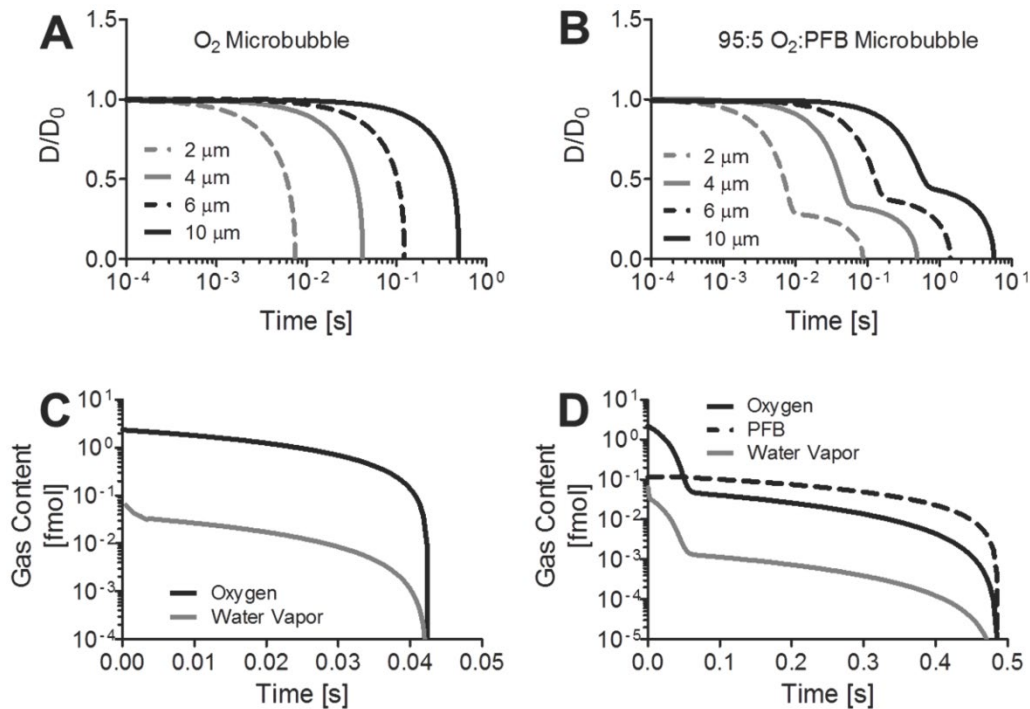 A
O₂ Microbubble
1.5
1.0
0.5
0.0
D/D₀
2 μm
4 μm
6 μm
10 μm
10⁻⁴
10⁻³
10⁻²
10⁻¹
10⁰
Time [s]
B
95:5 O₂:PFB Microbubble
1.5
1.0
0.5
0.0
D/D₀
2 μm
4 μm
6 μm
10 μm
10⁻⁴
10⁻³
10⁻²
10⁻¹
10⁰
10¹
Time [s]
C
10¹
10⁰
10⁻¹
10⁻²
10⁻³
10⁻⁴
Gas Content
[fmol]
Oxygen
Water Vapor
0.00
0.01
0.02
0.03
0.04
0.05
Time [s]
D
10¹
10⁰
10⁻¹
10⁻²
10⁻³
10⁻⁴
10⁻⁵
Gas Content
[fmol]
Oxygen
PFB
Water Vapor
0.0
0.1
0.2
0.3
0.4
0.5
Time [s]